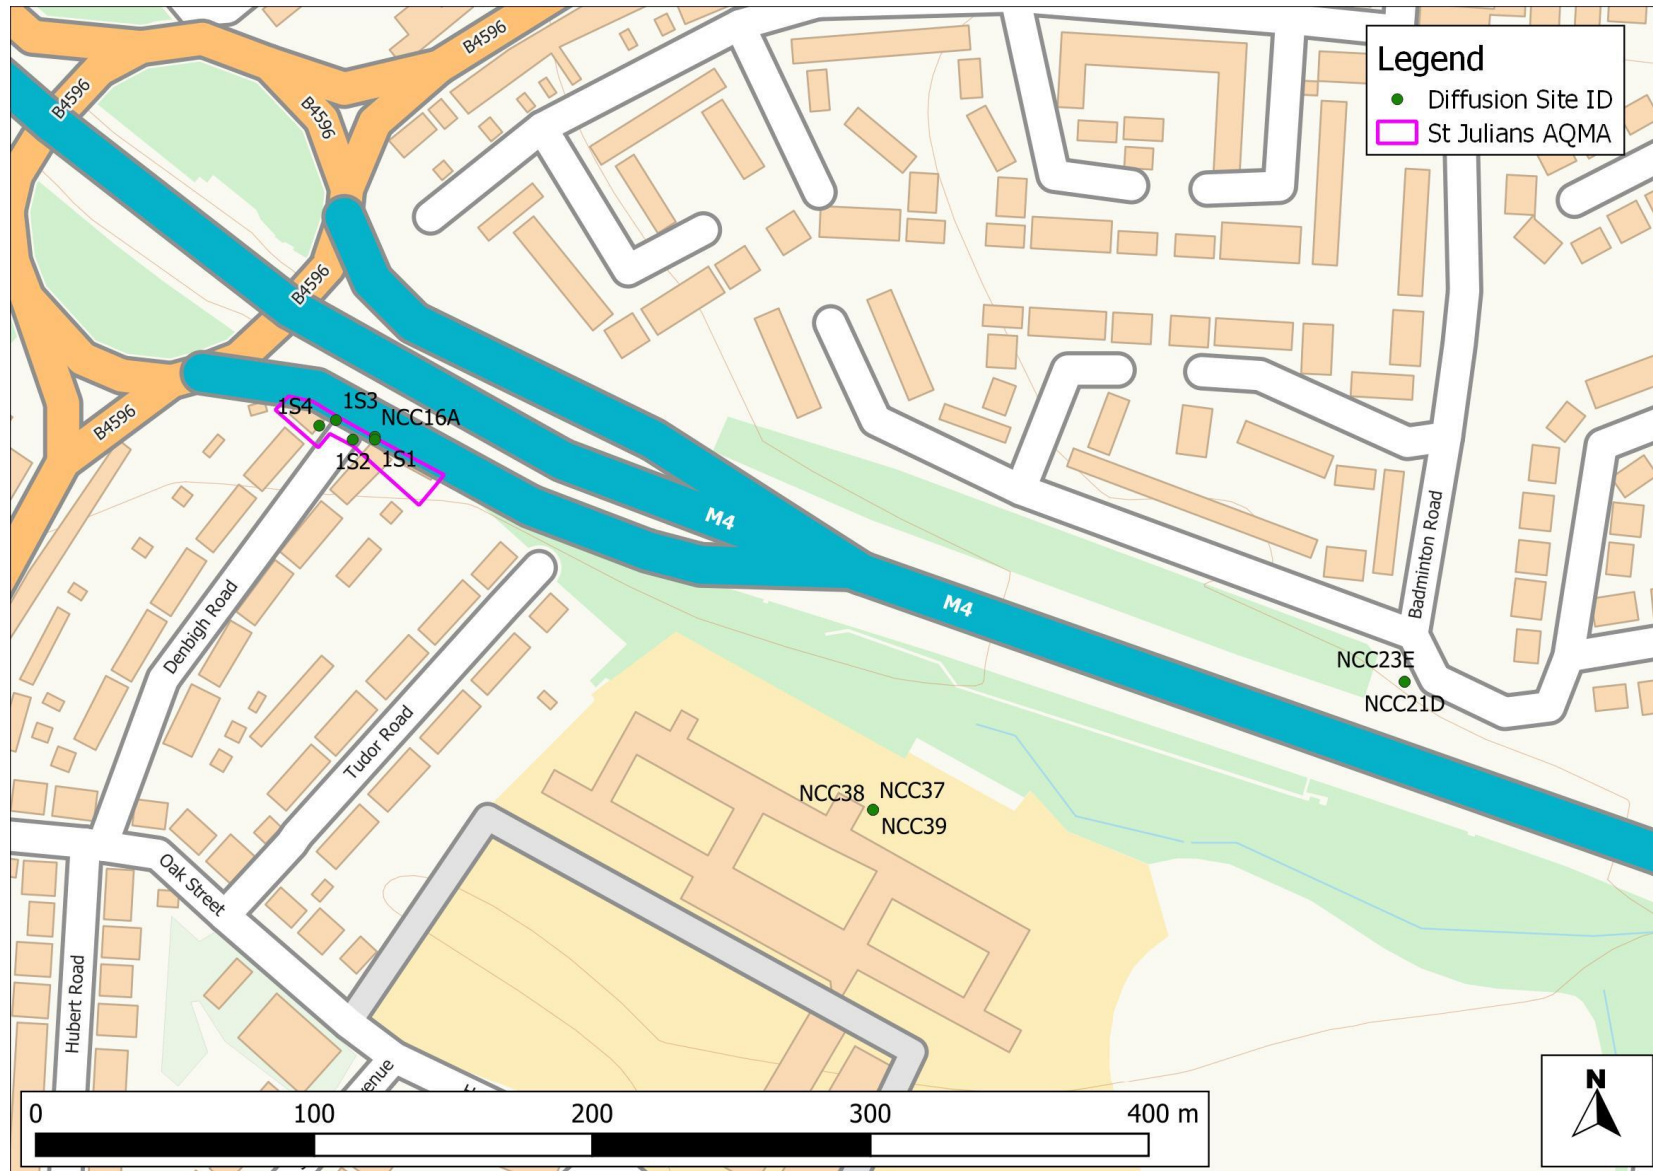 B4596
B4596
B4596
B4596
B4596
Legend
Diffusion Site ID
St Julians AQMA
1S4
1S3
NCC16A
1S2
1S1
M4
M4
Badminton Road
Denbigh Road
Tudor Road
NCC23E
NCC21D
NCC38
NCC37
NCC39
Oak Street
Hubert Road
venue
0 100 200 300 400 m
N